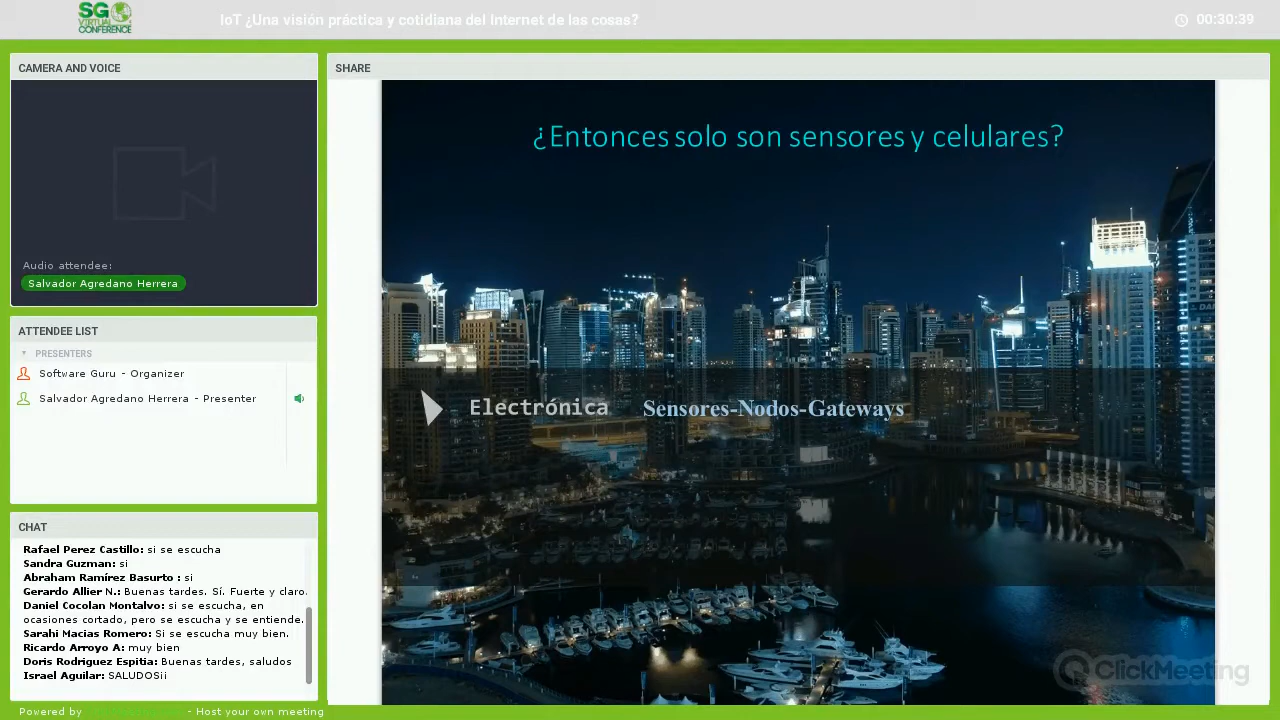 SG
VIRTUAL
CONFERENCE
IoT ¿Una visión práctica y cotidiana del Internet de las cosas?
00:30:39
CAMERA AND VOICE
Audio attendee:
Salvador Agredano Herrera
ATTENDEE LIST
PRESENTERS
Software Guru - Organizer
Salvador Agredano Herrera - Presenter
CHAT
Rafael Perez Castillo: si se escucha
Sandra Guzman: si
Abraham Ramírez Basurto : si
Gerardo Allier N.: Buenas tardes. Sí. Fuerte y claro.
Daniel Cocolan Montalvo: si se escucha, en
ocasiones cortado, pero se escucha y se entiende.
Sarahi Macias Romero: Si se escucha muy bien.
Ricardo Arroyo A: muy bien
Doris Rodriguez Espitia: Buenas tardes, saludos
Israel Aguilar: SALUDOS¡¡
Powered by - Host your own meeting
SHARE
¿Entonces solo son sensores y celulares?
Electrónica Sensores-Nodos-Gateways
ClickMeeting